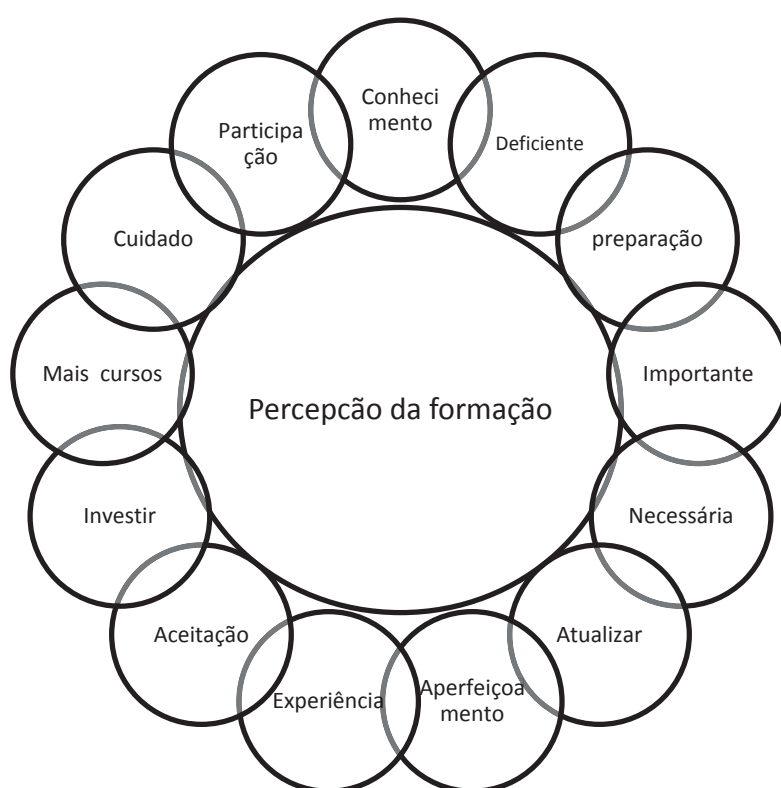 Conheci
mento
Deficiente
preparação
Importante
Necessária
Atualizar
Aperfeiçoa
mento
Experiência
Aceitação
Investir
Mais cursos
Cuidado
Participa
ção
Percepcão da formação